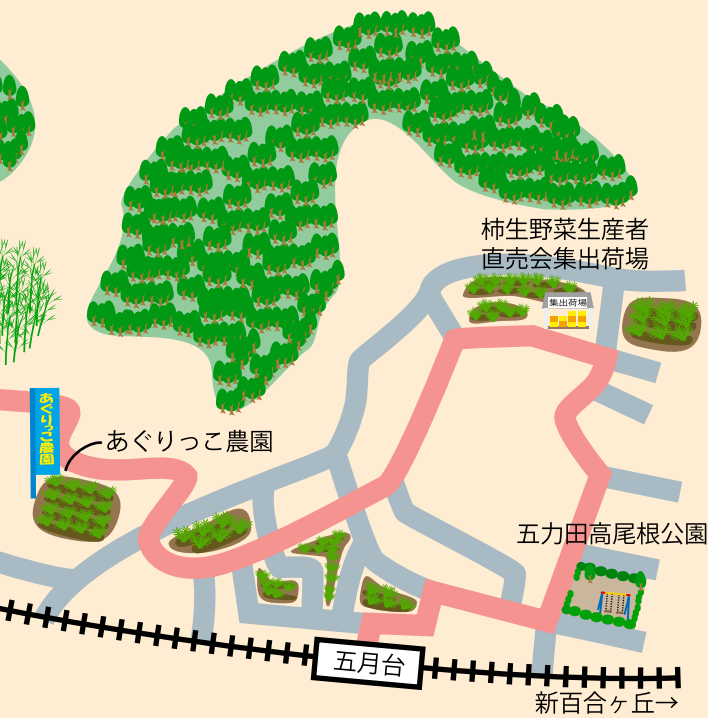 柿生野菜生産者
直売会集出荷場
集出荷場
あぐりっこ農園
あぐりっこ農園
五力田高尾根公園
五月台
新百合ヶ丘→